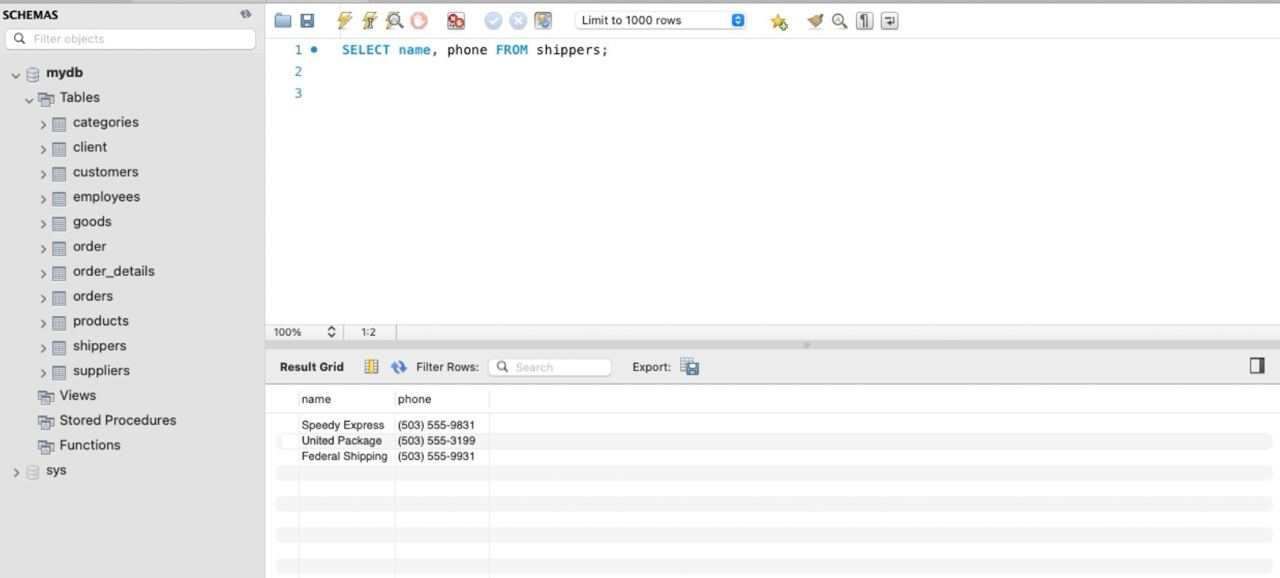 SCHEMAS
Filter objects
mydb
Tables
categories
client
customers
employees
goods
order
order_details
orders
products
shippers
suppliers
Views
Stored Procedures
Functions
sys
Limit to 1000 rows
1 SELECT name, phone FROM shippers;
2
3
100% 1:2
Result Grid Filter Rows: Search Export:
name phone
Speedy Express (503) 555-9831
United Package (503) 555-3199
Federal Shipping (503) 555-9931